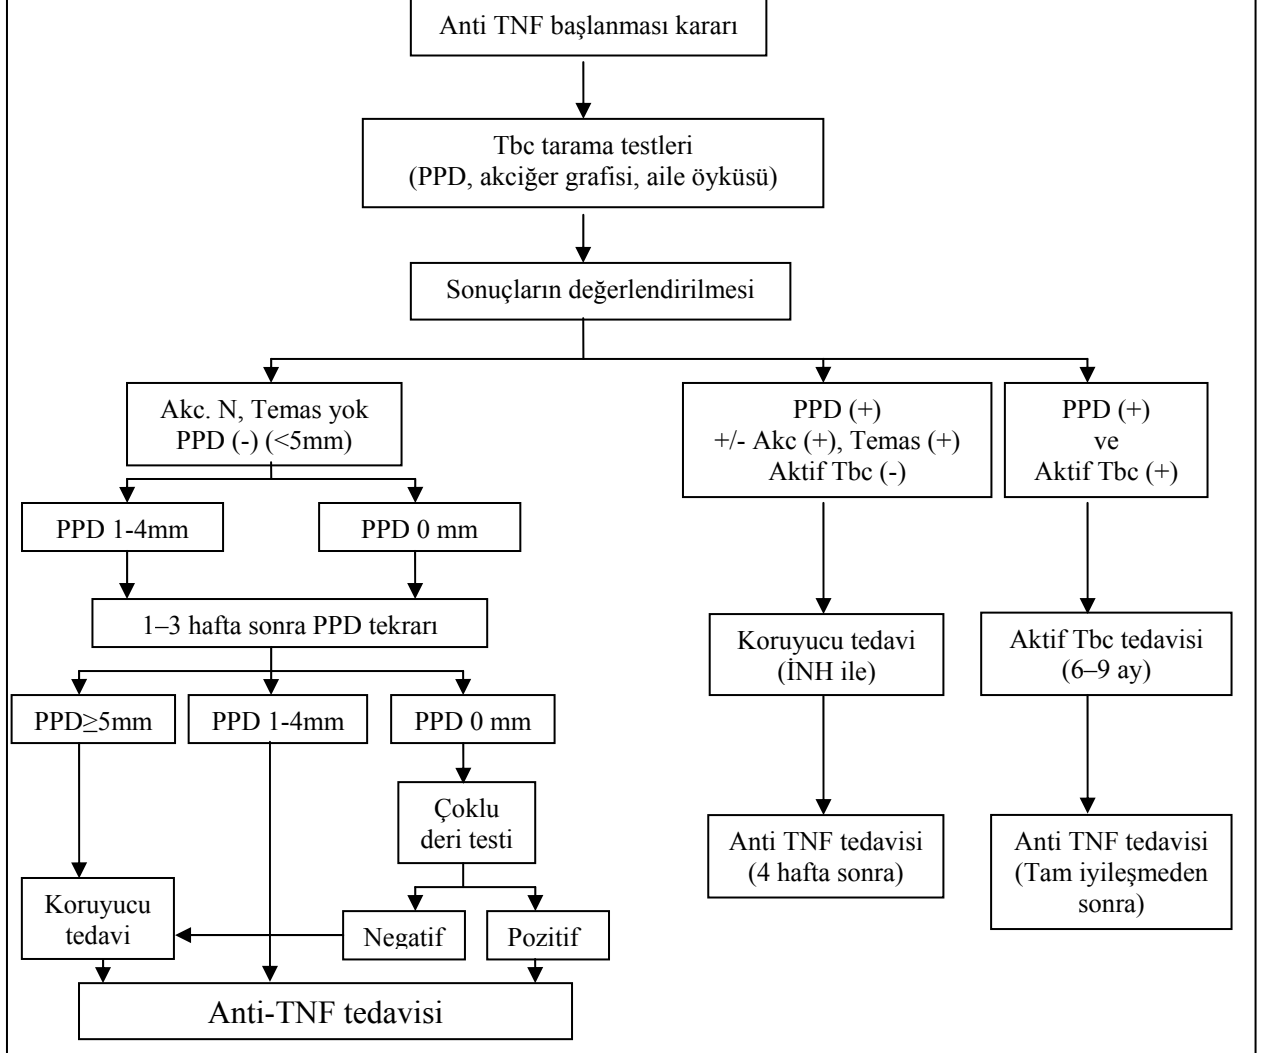 Anti TNF başlanması kararı
Tbc tarama testleri
(PPD, akciğer grafisi, aile öyküsü)
Sonuçların değerlendirilmesi
Akc. N, Temas yok
PPD (-) (<5mm)
PPD (+)
+/- Akc (+), Temas (+)
Aktif Tbc (-)
PPD (+)
ve
Aktif Tbc (+)
PPD 1-4mm
PPD 0 mm
1–3 hafta sonra PPD tekrarı
Koruyucu tedavi
(İNH ile)
Aktif Tbc tedavisi
(6–9 ay)
PPD≥5mm
PPD 1-4mm
PPD 0 mm
Çoklu
deri testi
Anti TNF tedavisi
(4 hafta sonra)
Anti TNF tedavisi
(Tam iyileşmeden
sonra)
Koruyucu
tedavi
Negatif
Pozitif
Anti-TNF tedavisi